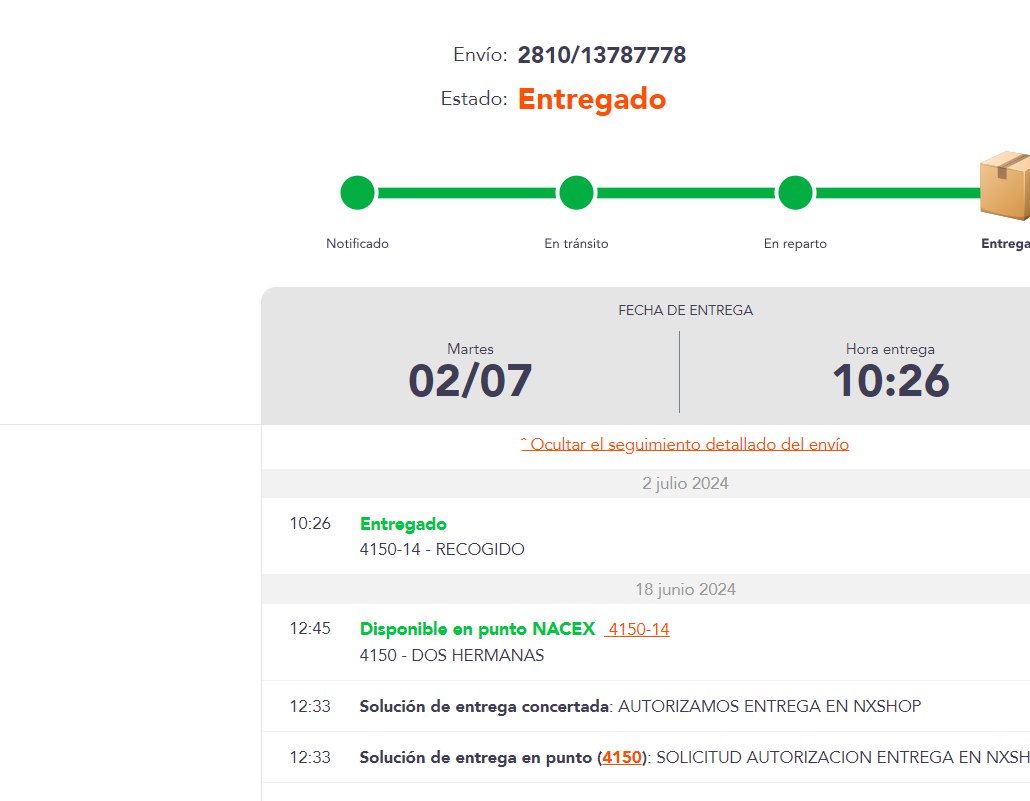 Envío: 2810/13787778
Estado: Entregado
Notificado En tránsito En reparto Entrega
FECHA DE ENTREGA
Martes Hora entrega
02/07 10:26
ˆ Ocultar el seguimiento detallado del envío
2 julio 2024
10:26 Entregado
4150-14 - RECOGIDO
18 junio 2024
12:45 Disponible en punto NACEX 4150-14
4150 - DOS HERMANAS
12:33 Solución de entrega concertada: AUTORIZAMOS ENTREGA EN NXSHOP
12:33 Solución de entrega en punto (4150): SOLICITUD AUTORIZACION ENTREGA EN NXSH